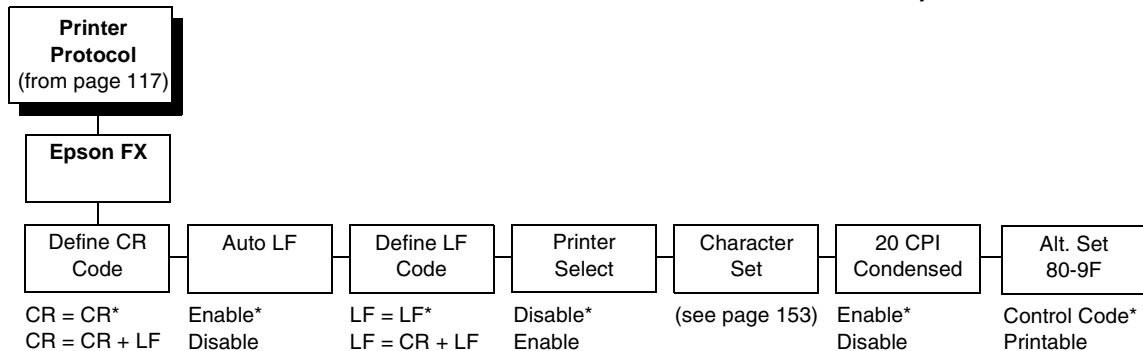 Printer
Protocol
(from page 117)
Epson FX
Define CR
Code
Auto LF
Define LF
Code
Printer
Select
Character
Set
20 CPI
Condensed
Alt. Set
80-9F
CR = CR*
CR = CR + LF
Enable*
Disable
LF = LF*
LF = CR + LF
Disable*
Enable
(see page 153)
Enable*
Disable
Control Code*
Printable